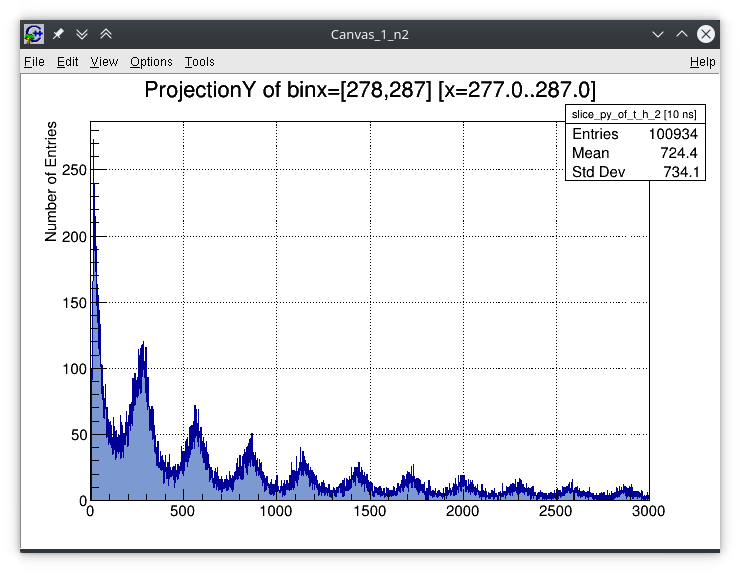 Canvas_1_n2
File Edit View Options Tools Help
ProjectionY of binx=[278,287] [x=277.0..287.0]
slice_py_of_t_h_2 [10 ns]
Entries 100934
Mean 724.4
Std Dev 734.1
Number of Entries
250
200
150
100
50
0
0 500 1000 1500 2000 2500 3000